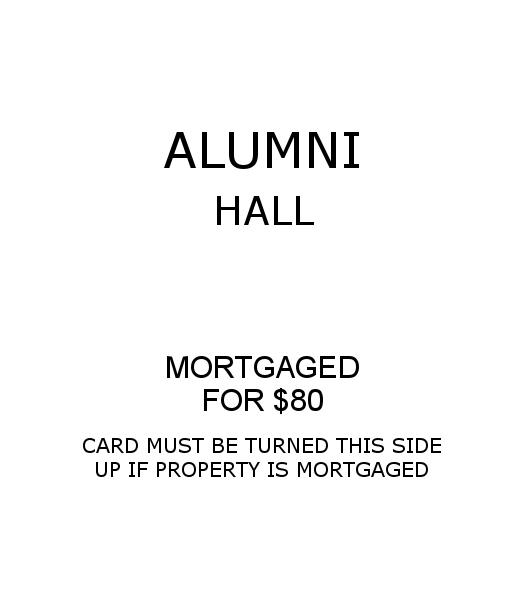 ALUMNI
HALL
MORTGAGED
FOR $80
CARD MUST BE TURNED THIS SIDE
UP IF PROPERTY IS MORTGAGED